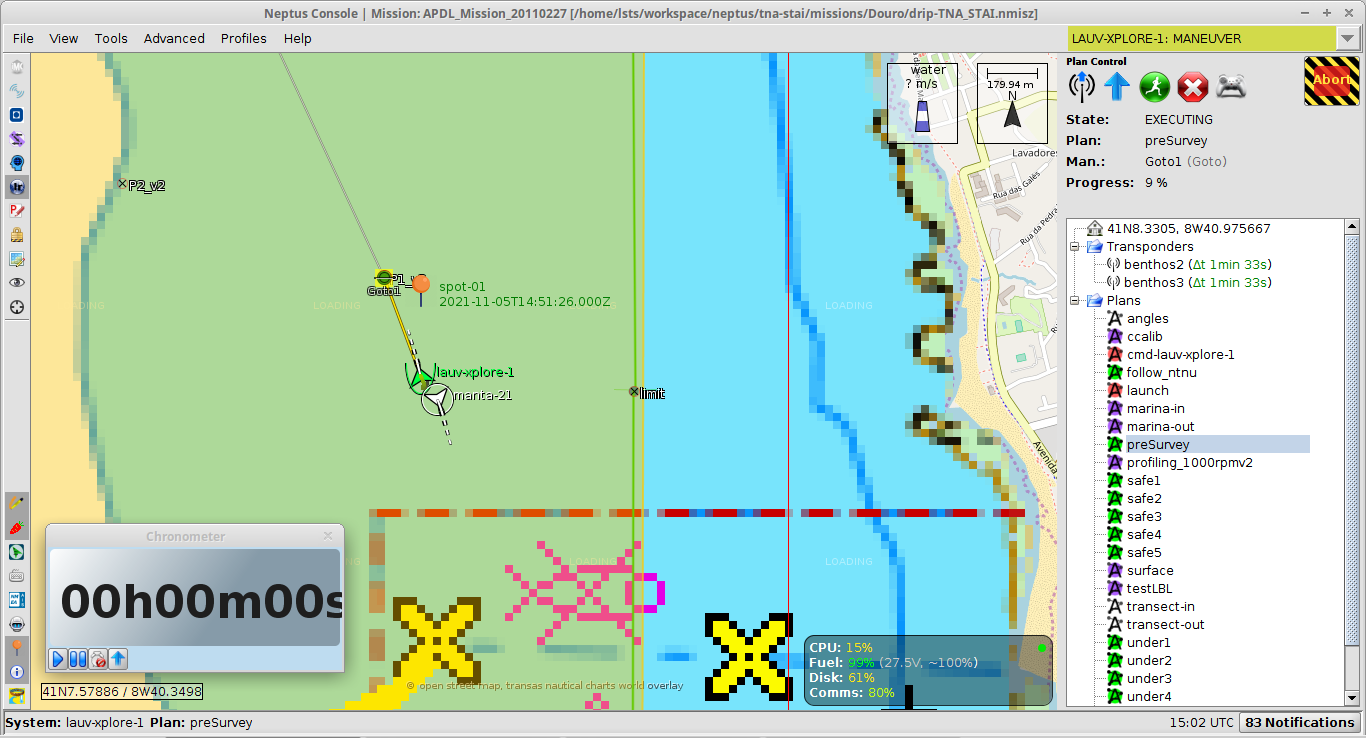 Neptus Console | Mission: APDL_Mission_20110227 [/home/lsts/workspace/neptus/tna-stai/missions/Douro/drip-TNA_STAI.nmisz]
File View Tools Advanced Profiles Help
LAUV-XPLORE-1: MANEUVER
Plan Control
Abort
State: EXECUTING
Plan: preSurvey
Man.: Goto1 (Goto)
Progress: 9 %
41N8.3305, 8W40.975667
Transponders
benthos2 (Δt 1min 33s)
benthos3 (Δt 1min 33s)
Plans
angles
ccalib
cmd-lauv-xplore-1
follow_ntnu
launch
marina-in
marina-out
preSurvey
profiling_1000rpmv2
safe1
safe2
safe3
safe4
safe5
surface
testLBL
transect-in
transect-out
under1
under2
under3
under4
water
? m/s
179.94 m
N
Lavadores
Rua das Galés
Rua da Pedra
Avenida
P2_v2
Goto1
spot-01
2021-11-05T14:51:26.000Z
LOADING
LOADING
LOADING
lauv-xplore-1
manta-21
limit
LOADING
LOADING
Chronometer
00h00m00s
CPU: 15%
Fuel: 99% (27.5V, ~100%)
Disk: 61%
Comms: 80%
© open street map, transas nautical charts world overlay
41N7.57886 / 8W40.3498
System: lauv-xplore-1 Plan: preSurvey
15:02 UTC
83 Notifications